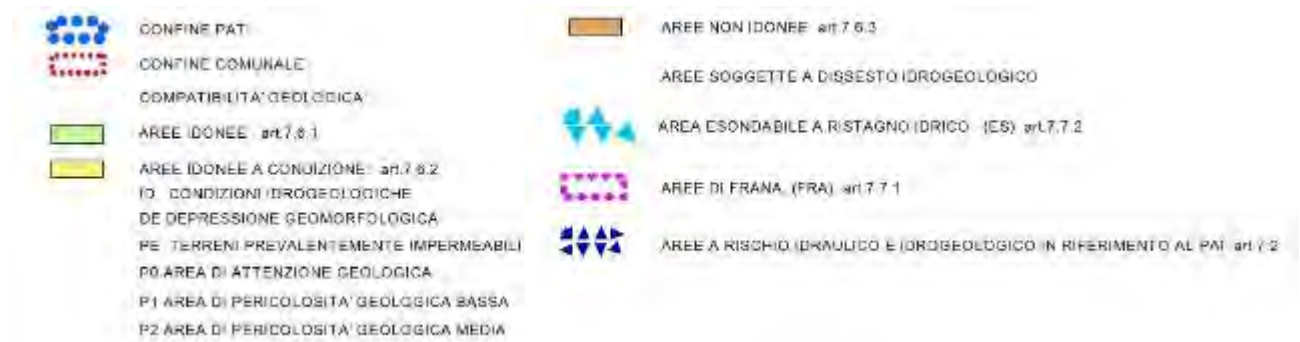 CONFINE PATI
CONFINE COMUNALE
COMPATIBILITA' GEOLOGICA
AREE IDONEE art.7.6.1
AREE IDONEE A CONDIZIONE: art.7.6.2
ID CONDIZIONI IDROGEOLOGICHE
DE DEPRESSIONE GEOMORFOLOGICA
PE TERRENI PREVALENTEMENTE IMPERMEABILI
P0 AREA DI ATTENZIONE GEOLOGICA
P1 AREA DI PERICOLOSITA' GEOLOGICA BASSA
P2 AREA DI PERICOLOSITA' GEOLOGICA MEDIA
AREE NON IDONEE art.7.6.3
AREE SOGGETTE A DISSESTO IDROGEOLOGICO
AREA ESONDABILE A RISTAGNO IDRICO (ES) art.7.7.2
AREE DI FRANA (FRA) art.7.7.1
AREE A RISCHIO IDRAULICO E IDROGEOLOGICO IN RIFERIMENTO AL PAI art.7.2